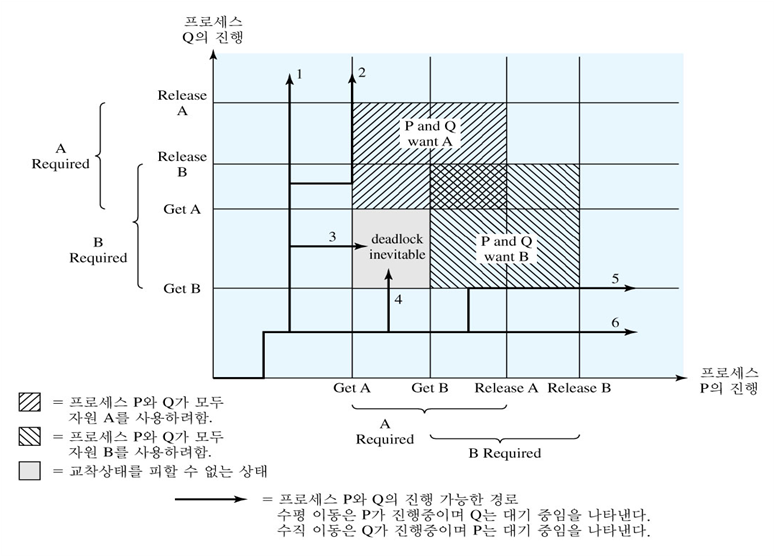 프로세스
Q의 진행
1
2
Release
A
P and Q
want A
A
Required
Release
B
Get A
B
Required
3
deadlock
inevitable
P and Q
want B
Get B
4
5
6
프로세스
P의 진행
Get A
Get B
Release A
Release B
A
Required
B Required
= 프로세스 P와 Q가 모두
자원 A를 사용하려함.
= 프로세스 P와 Q가 모두
자원 B를 사용하려함.
= 교착상태를 피할 수 없는 상태
= 프로세스 P와 Q의 진행 가능한 경로
수평 이동은 P가 진행중이며 Q는 대기 중임을 나타낸다.
수직 이동은 Q가 진행중이며 P는 대기 중임을 나타낸다.